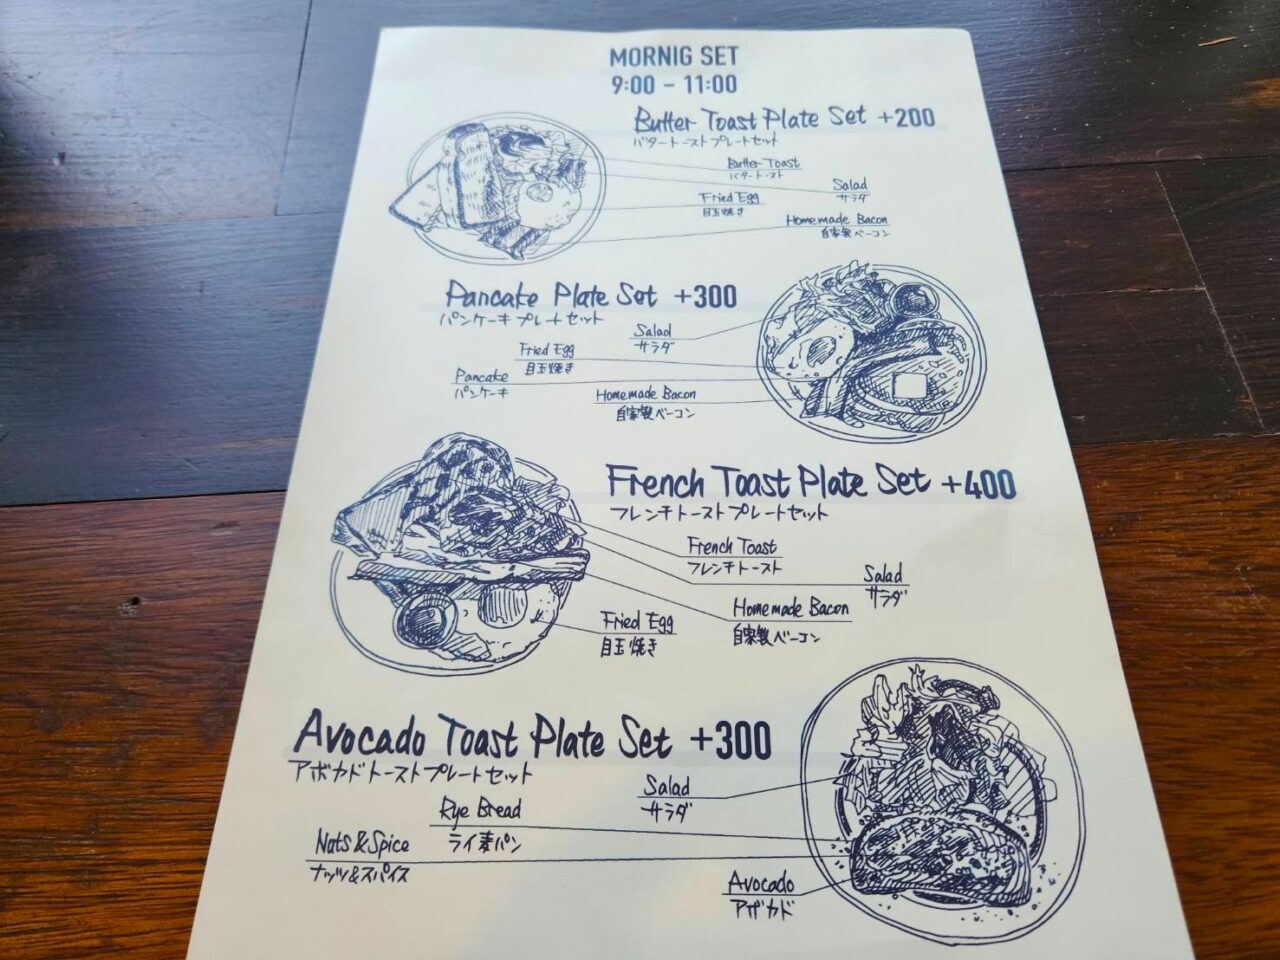 MORNIG SET
9:00 - 11:00
Butter Toast Plate Set +200
バタートーストプレートセット
Butter Toast
バタートースト
Salad
サラダ
Fried Egg
目玉焼き
Homemade Bacon
自家製ベーコン
Pancake Plate Set +300
パンケーキプレートセット
Salad
サラダ
Fried Egg
目玉焼き
Pancake
パンケーキ
Homemade Bacon
自家製ベーコン
French Toast Plate Set +400
フレンチトーストプレートセット
French Toast
フレンチトースト
Salad
サラダ
Homemade Bacon
自家製ベーコン
Fried Egg
目玉焼き
Avocado Toast Plate Set +300
アボカドトーストプレートセット
Salad
サラダ
Rye Bread
ライ麦パン
Nuts & Spice
ナッツ&スパイス
Avocado
アボカド